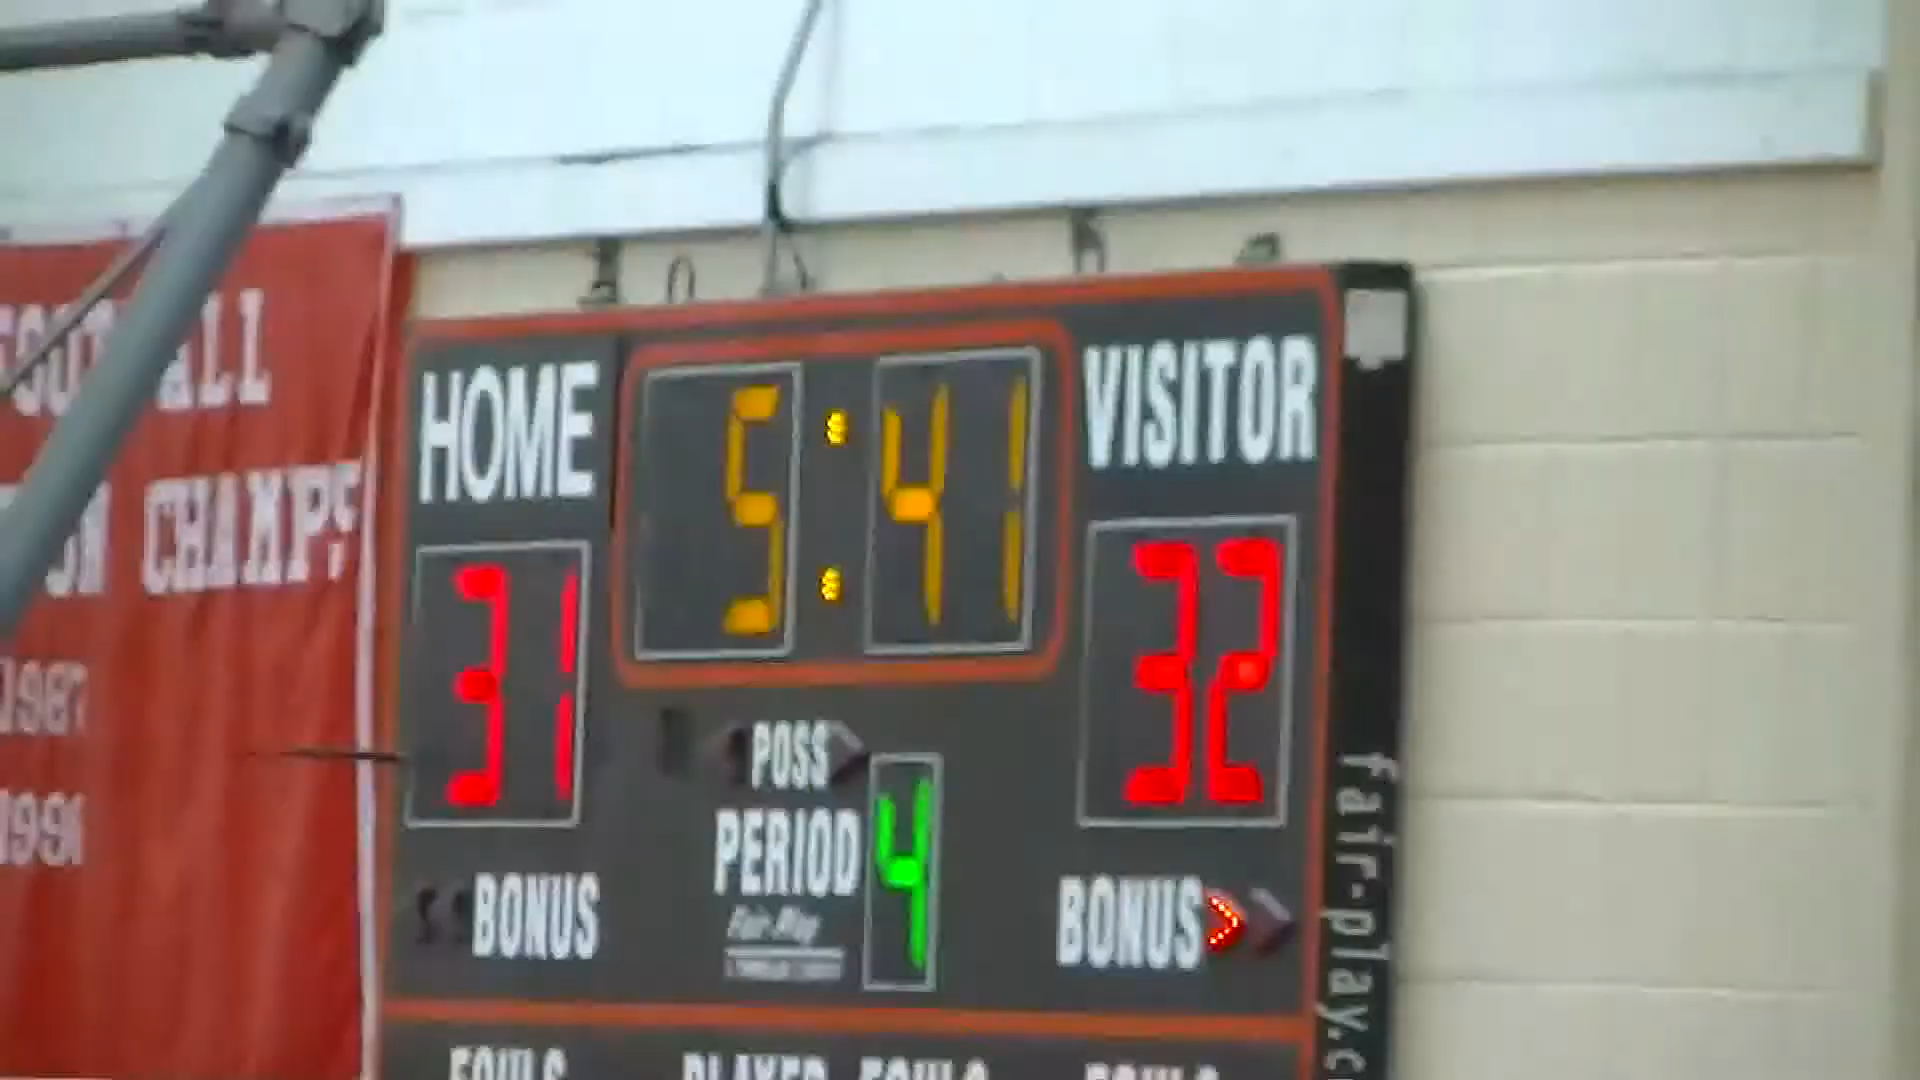 HOME
5:41
VISITOR
31
32
POSS
PERIOD 4
Fair-Play
BONUS
BONUS
fair-play.c
FOULS
PLAYER FOULS
FOULS
CHAMPS
1987
1991